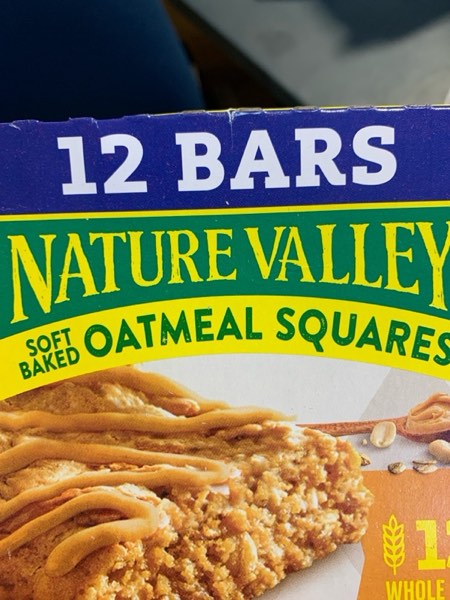 12 BARS
NATURE VALLEY
SOFT
BAKED
OATMEAL SQUARES
WHOLE